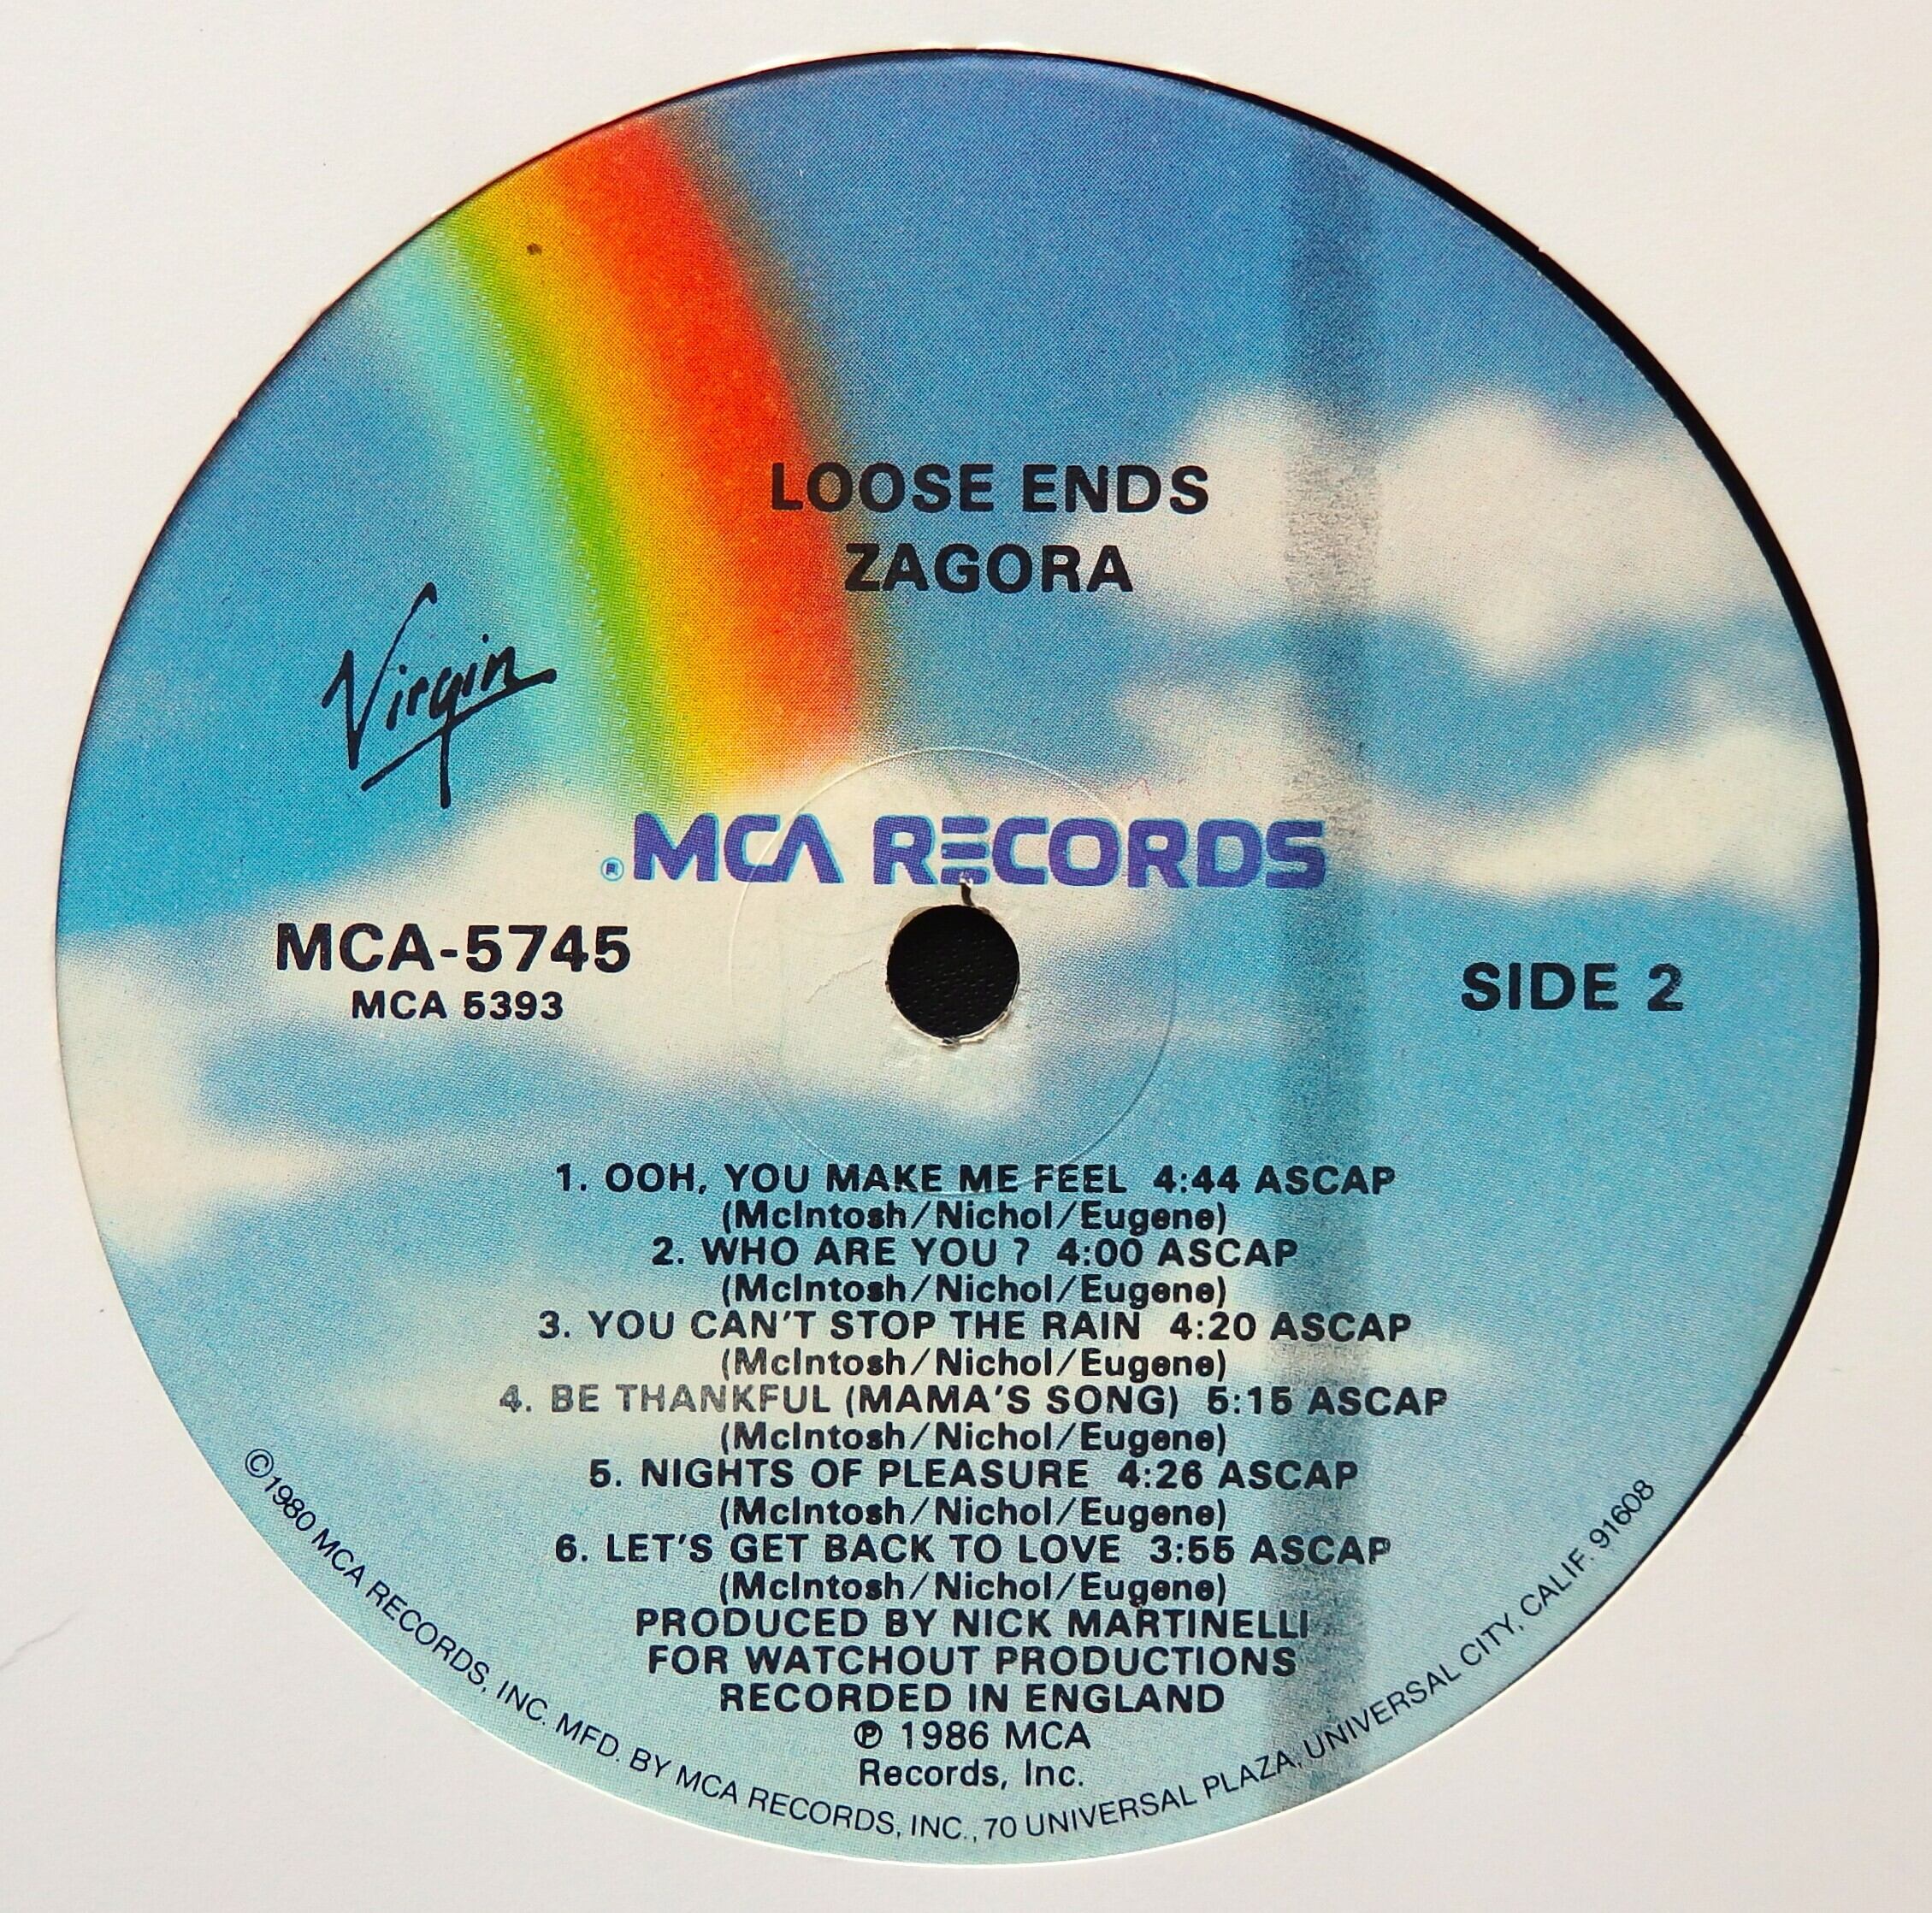 LOOSE ENDS
ZAGORA
Virgin
® MCA RECORDS
MCA-5745
MCA 5393
SIDE 2
1. OOH, YOU MAKE ME FEEL 4:44 ASCAP
(McIntosh/Nichol/Eugene)
2. WHO ARE YOU ? 4:00 ASCAP
(McIntosh/Nichol/Eugene)
3. YOU CAN'T STOP THE RAIN 4:20 ASCAP
(McIntosh/Nichol/Eugene)
4. BE THANKFUL (MAMA'S SONG) 5:15 ASCAP
(McIntosh/Nichol/Eugene)
5. NIGHTS OF PLEASURE 4:26 ASCAP
(McIntosh/Nichol/Eugene)
6. LET'S GET BACK TO LOVE 3:55 ASCAP
(McIntosh/Nichol/Eugene)
PRODUCED BY NICK MARTINELLI
FOR WATCHOUT PRODUCTIONS
RECORDED IN ENGLAND
℗ 1986 MCA
Records, Inc.
©1980 MCA RECORDS, INC. MFD. BY MCA RECORDS, INC., 70 UNIVERSAL PLAZA, UNIVERSAL CITY, CALIF. 91608